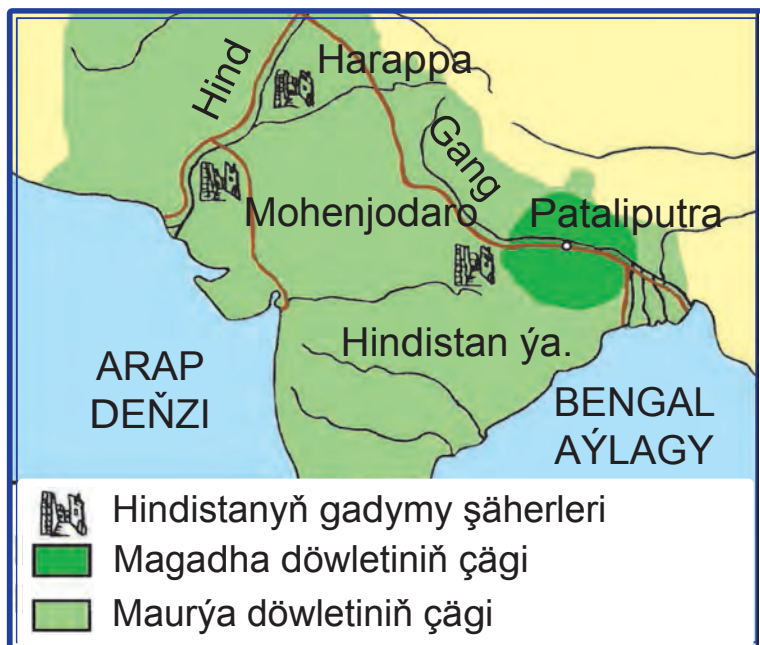 Hind
Harappa
Gang
Mohenjodaro
Pataliputra
Hindistan ýa.
ARAP
DEŇZI
BENGAL
AÝLAGY
Hindistanyň gadymy şäherleri
Magadha döwletiniň çägi
Maurýa döwletiniň çägi